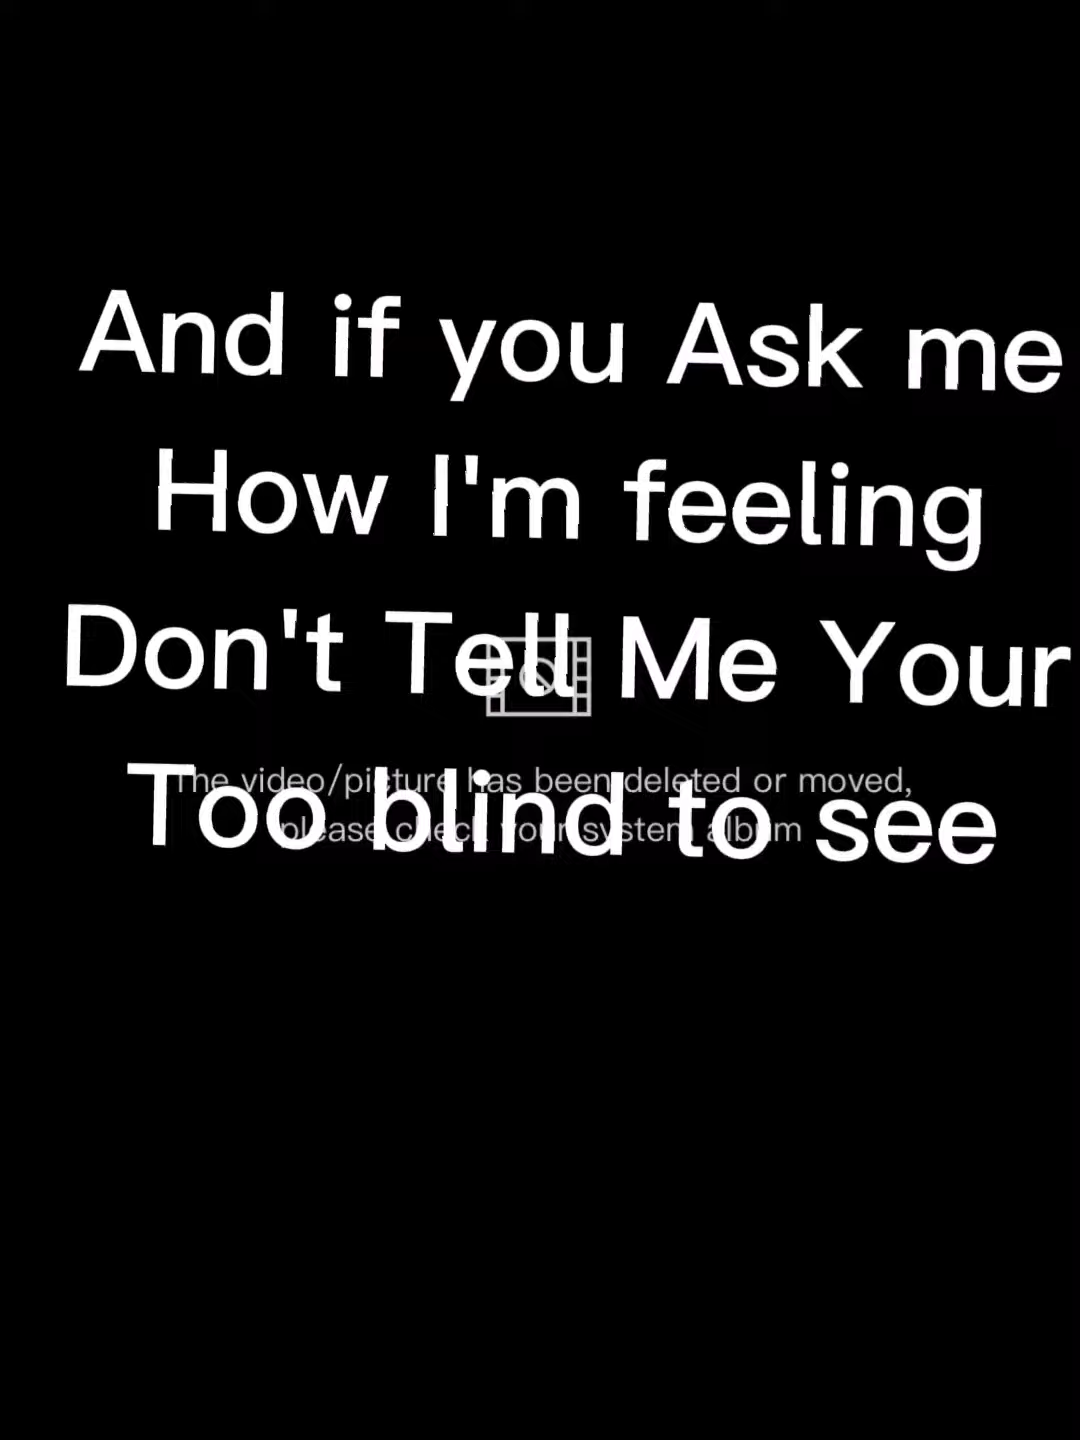 And if you Ask me
How I'm feeling
Don't Tell Me Your
Too blind to see
The video/picture has been deleted or moved,
please check your system album